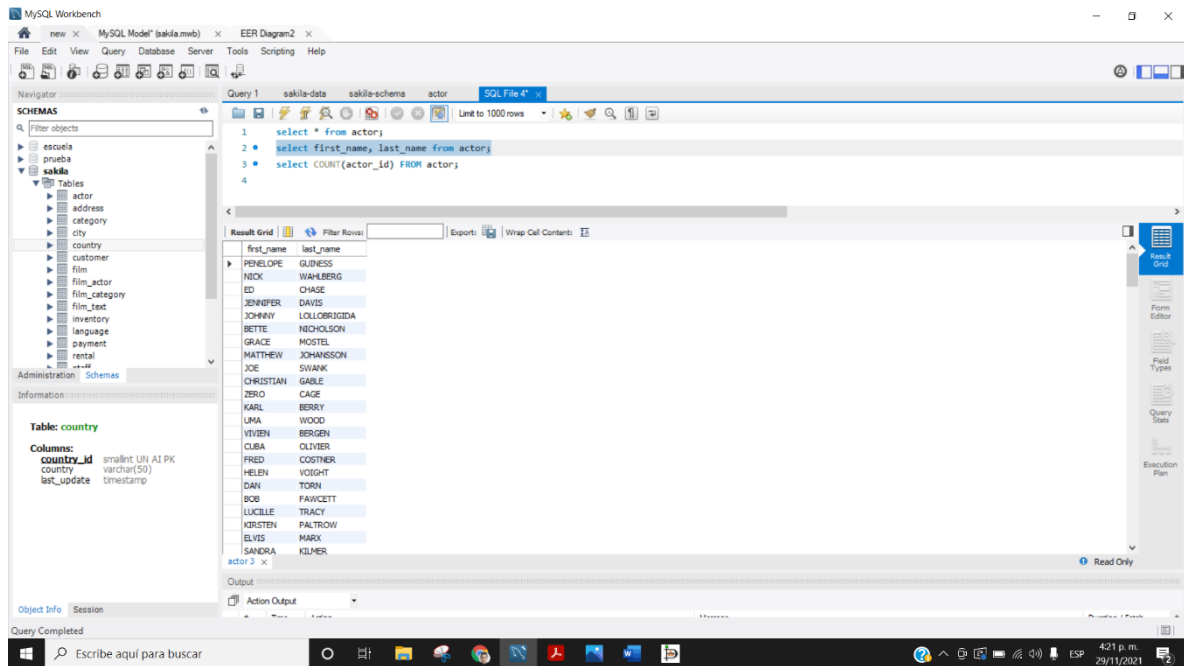 MySQL Workbench
new × MySQL Model* (sakila.mwb) × EER Diagram2 ×
File Edit View Query Database Server Tools Scripting Help
Navigator
SCHEMAS
Filter objects
escuela
prueba
sakila
Tables
actor
address
category
city
country
customer
film
film_actor
film_category
film_text
inventory
language
payment
rental
staff
Administration Schemas
Information
Table: country
Columns:
country_id smallint UN AI PK
country varchar(50)
last_update timestamp
Object Info Session
Query 1 sakila-data sakila-schema actor SQL File 4* ×
Limit to 1000 rows
1 select * from actor;
2 select first_name, last_name from actor;
3 select COUNT(actor_id) FROM actor;
4
Result Grid Filter Rows: Export: Wrap Cell Content: IA
first_name last_name
PENELOPE GUINESS
NICK WAHLBERG
ED CHASE
JENNIFER DAVIS
JOHNNY LOLLOBRIGIDA
BETTE NICHOLSON
GRACE MOSTEL
MATTHEW JOHANSSON
JOE SWANK
CHRISTIAN GABLE
ZERO CAGE
KARL BERRY
UMA WOOD
VIVIEN BERGEN
CUBA OLIVIER
FRED COSTNER
HELEN VOIGHT
DAN TORN
BOB FAWCETT
LUCILLE TRACY
KIRSTEN PALTROW
ELVIS MARX
SANDRA KILMER
Result
Grid
Form
Editor
Field
Types
Query
Stats
Execution
Plan
actor 3 × Read Only
Output
Action Output
# Time Action Message Duration / Fetch
Query Completed
Escribe aquí para buscar
ESP
4:21 p. m.
29/11/2021